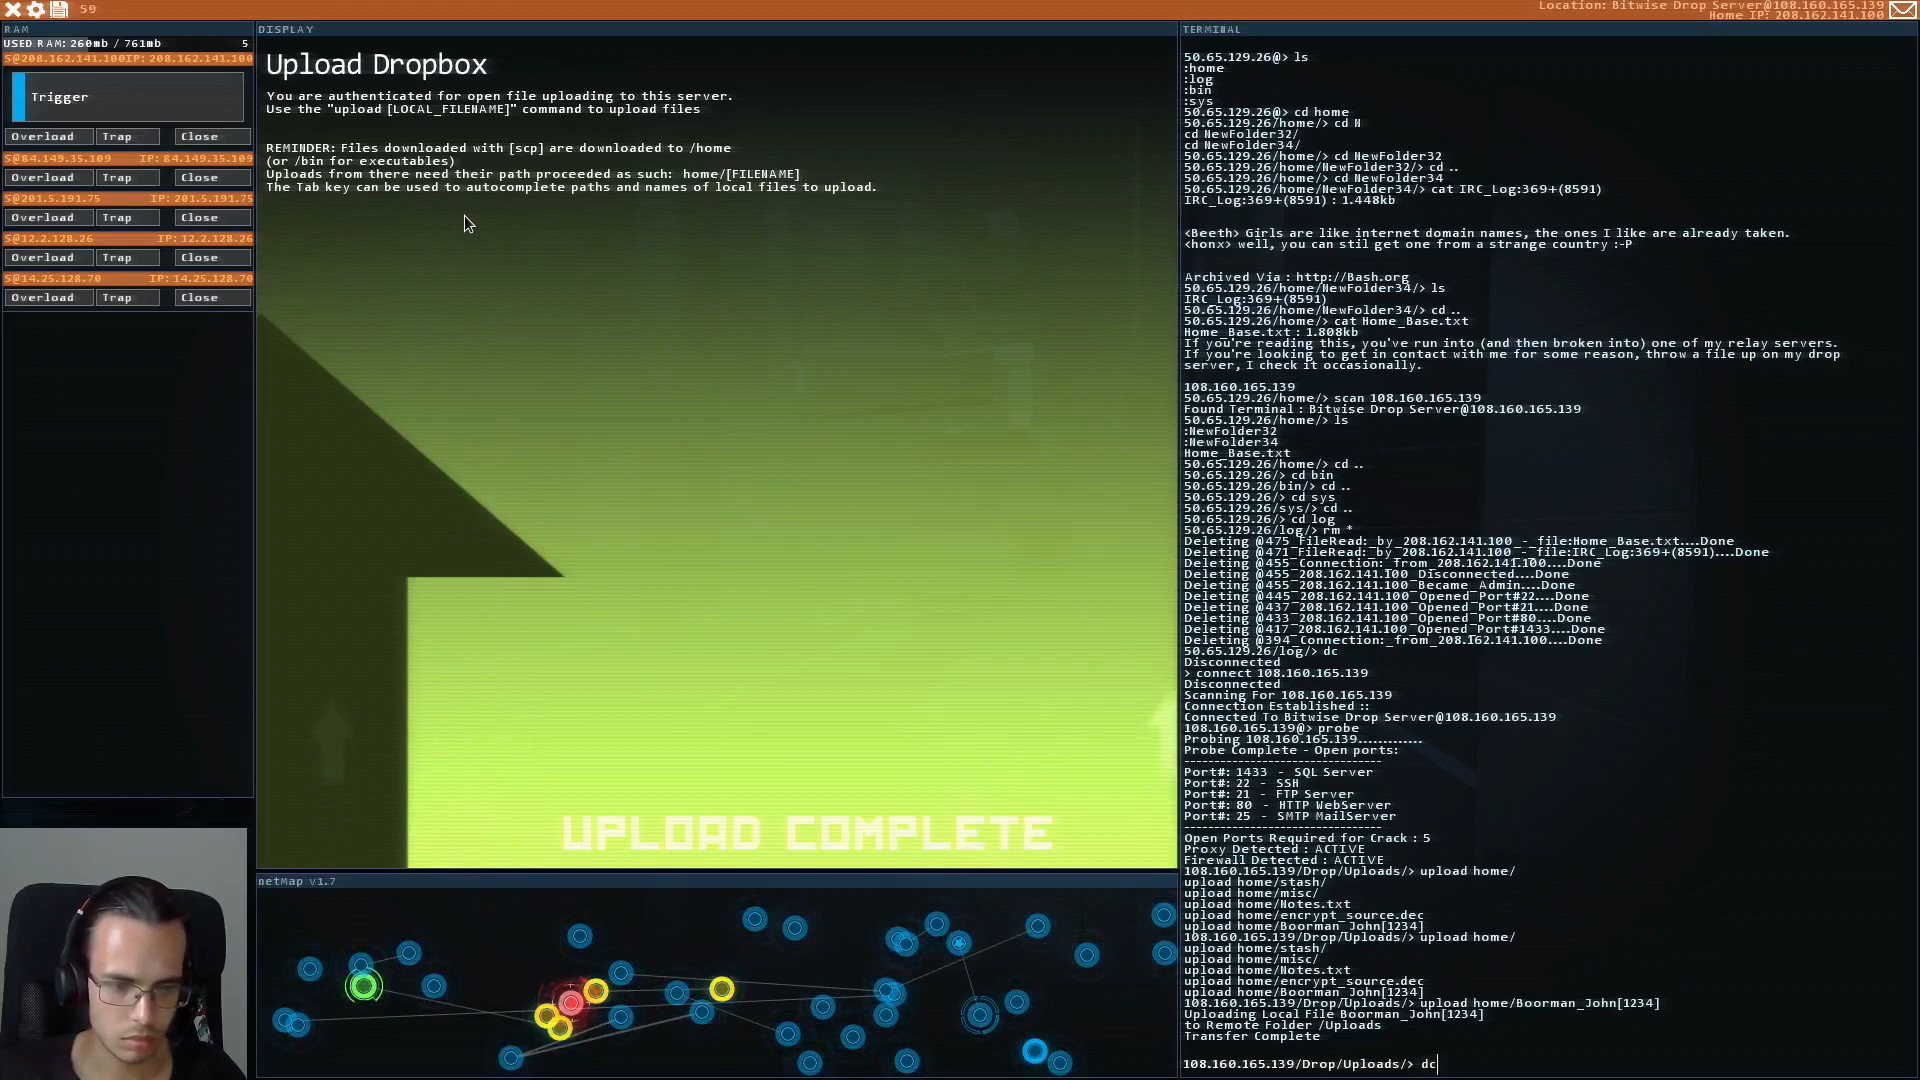 59
Location: Bitwise Drop Server@108.160.165.139
Home IP: 208.162.141.100
RAM
USED RAM: 260mb / 761mb 5
S@208.162.141.100 IP: 208.162.141.100
Trigger
Overload Trap Close
S@84.149.35.109 IP: 84.149.35.109
Overload Trap Close
S@201.5.191.75 IP: 201.5.191.75
Overload Trap Close
S@12.2.128.26 IP: 12.2.128.26
Overload Trap Close
S@14.25.128.70 IP: 14.25.128.70
Overload Trap Close
DISPLAY
Upload Dropbox
You are authenticated for open file uploading to this server.
Use the "upload [LOCAL_FILENAME]" command to upload files
REMINDER: Files downloaded with [scp] are downloaded to /home
(or /bin for executables)
Uploads from there need their path proceeded as such: home/[FILENAME]
The Tab key can be used to autocomplete paths and names of local files to upload.
UPLOAD COMPLETE
netMap v1.7
TERMINAL
50.65.129.26@> ls
:home
:log
:bin
:sys
50.65.129.26@> cd home
50.65.129.26/home/> cd N
cd NewFolder32/
cd NewFolder34/
50.65.129.26/home/> cd NewFolder32
50.65.129.26/home/NewFolder32/> cd ..
50.65.129.26/home/> cd NewFolder34
50.65.129.26/home/NewFolder34/> cat IRC_Log:369+(8591)
IRC_Log:369+(8591) : 1.448kb
<Beeth> Girls are like internet domain names, the ones I like are already taken.
<honx> well, you can stil get one from a strange country :-P
Archived Via : http://Bash.org
50.65.129.26/home/NewFolder34/> ls
IRC_Log:369+(8591)
50.65.129.26/home/NewFolder34/> cd ..
50.65.129.26/home/> cat Home_Base.txt
Home_Base.txt : 1.808kb
If you're reading this, you've run into (and then broken into) one of my relay servers.
If you're looking to get in contact with me for some reason, throw a file up on my drop
server, I check it occasionally.
108.160.165.139
50.65.129.26/home/> scan 108.160.165.139
Found Terminal : Bitwise Drop Server@108.160.165.139
50.65.129.26/home/> ls
:NewFolder32
:NewFolder34
Home_Base.txt
50.65.129.26/home/> cd ..
50.65.129.26/> cd bin
50.65.129.26/bin/> cd ..
50.65.129.26/> cd sys
50.65.129.26/sys/> cd ..
50.65.129.26/> cd log
50.65.129.26/log/> rm *
Deleting @475_FileRead:_by_208.162.141.100_-_file:Home_Base.txt....Done
Deleting @471_FileRead:_by_208.162.141.100_-_file:IRC_Log:369+(8591)....Done
Deleting @455_Connection:_from_208.162.141.100....Done
Deleting @455_208.162.141.100_Disconnected....Done
Deleting @455_208.162.141.100_Became_Admin....Done
Deleting @445_208.162.141.100_Opened_Port#22....Done
Deleting @437_208.162.141.100_Opened_Port#21....Done
Deleting @433_208.162.141.100_Opened_Port#80....Done
Deleting @417_208.162.141.100_Opened_Port#1433....Done
Deleting @394_Connection:_from_208.162.141.100....Done
50.65.129.26/log/> dc
Disconnected
> connect 108.160.165.139
Disconnected
Scanning For 108.160.165.139
Connection Established ::
Connected To Bitwise Drop Server@108.160.165.139
108.160.165.139@> probe
Probing 108.160.165.139.............
Probe Complete - Open ports:
---------------------------------
Port#: 1433 - SQL Server
Port#: 22 - SSH
Port#: 21 - FTP Server
Port#: 80 - HTTP WebServer
Port#: 25 - SMTP MailServer
---------------------------------
Open Ports Required for Crack : 5
Proxy Detected : ACTIVE
Firewall Detected : ACTIVE
108.160.165.139/Drop/Uploads/> upload home/
upload home/stash/
upload home/misc/
upload home/Notes.txt
upload home/encrypt_source.dec
upload home/Boorman_John[1234]
108.160.165.139/Drop/Uploads/> upload home/
upload home/stash/
upload home/misc/
upload home/Notes.txt
upload home/encrypt_source.dec
upload home/Boorman_John[1234]
108.160.165.139/Drop/Uploads/> upload home/Boorman_John[1234]
Uploading Local File Boorman_John[1234]
to Remote Folder /Uploads
Transfer Complete
108.160.165.139/Drop/Uploads/> dc